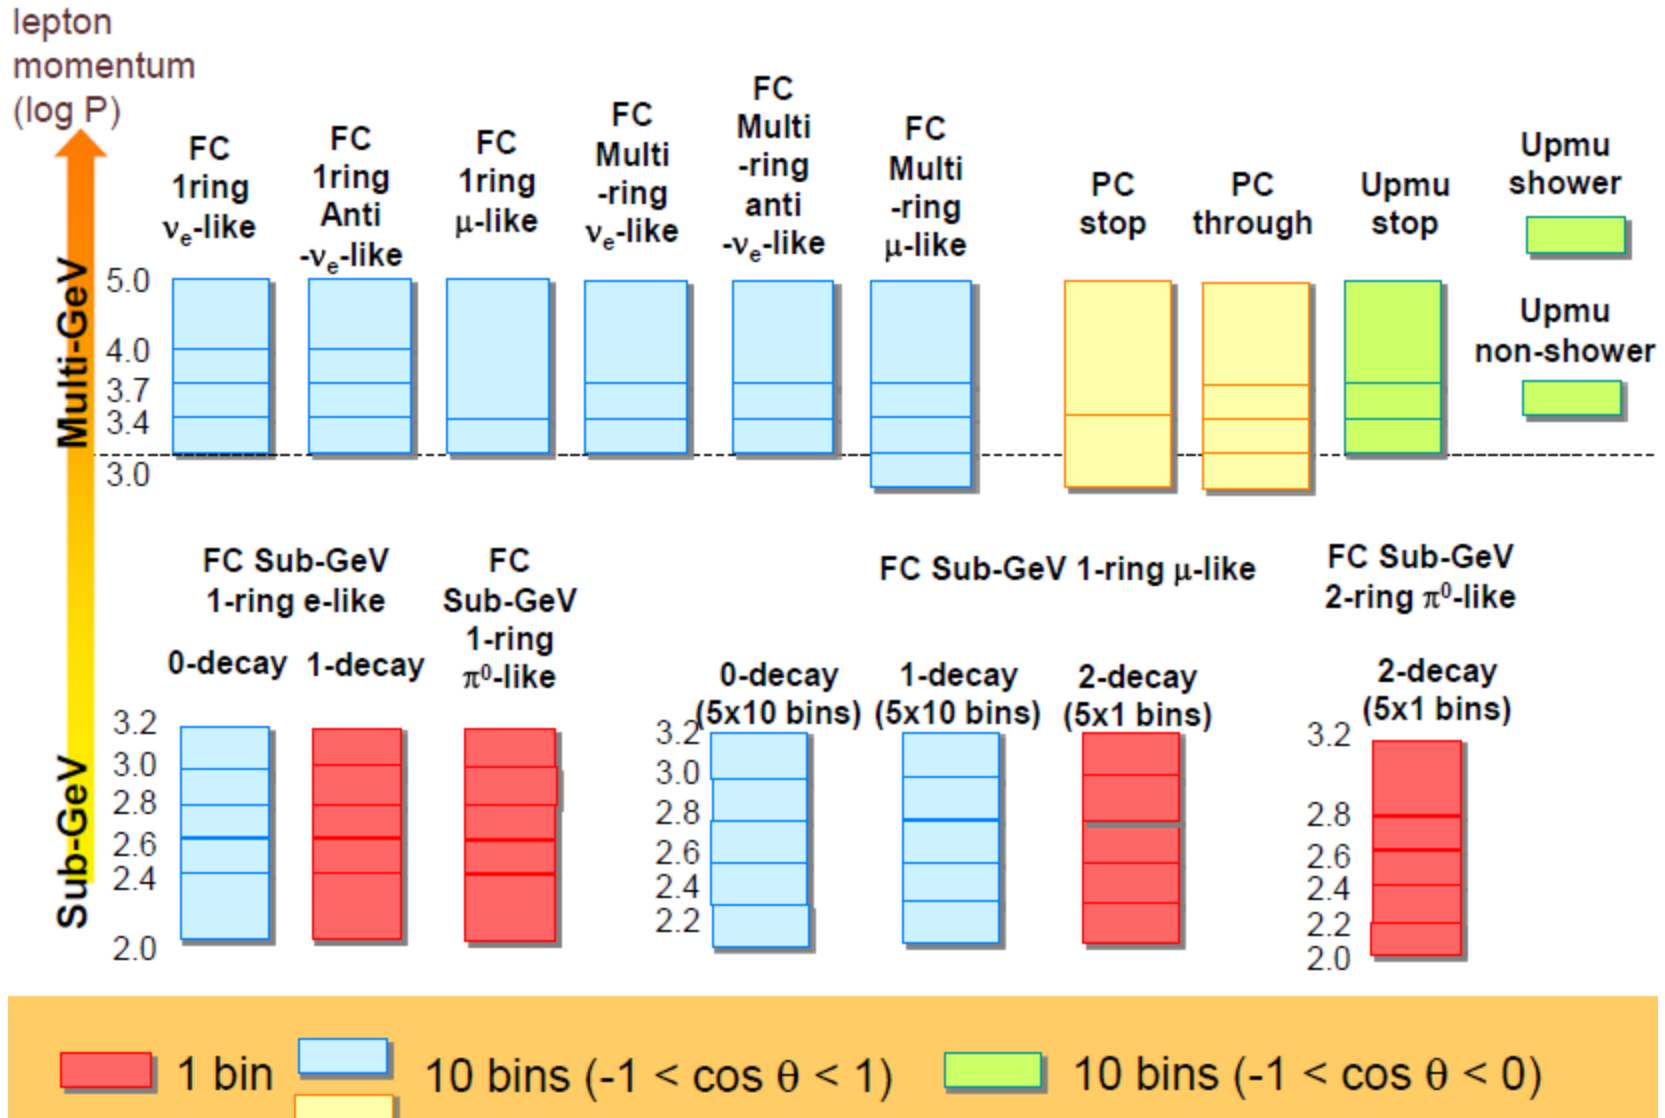 lepton
momentum
(log P)
FC
1ring
νe-like
FC
1ring
Anti
-νe-like
FC
1ring
μ-like
FC
Multi
-ring
νe-like
FC
Multi
-ring
anti
-νe-like
FC
Multi
-ring
μ-like
PC
stop
PC
through
Upmu
stop
Upmu
shower
Upmu
non-shower
Multi-GeV
5.0
4.0
3.7
3.4
3.0
FC Sub-GeV
1-ring e-like
0-decay 1-decay
FC
Sub-GeV
1-ring
π0-like
FC Sub-GeV 1-ring μ-like
0-decay
(5x10 bins)
1-decay
(5x10 bins)
2-decay
(5x1 bins)
FC Sub-GeV
2-ring π0-like
2-decay
(5x1 bins)
Sub-GeV
3.2
3.0
2.8
2.6
2.4
2.0
3.2
3.0
2.8
2.6
2.4
2.2
3.2
2.8
2.6
2.4
2.2
2.0
1 bin
10 bins (-1 < cos θ < 1)
10 bins (-1 < cos θ < 0)